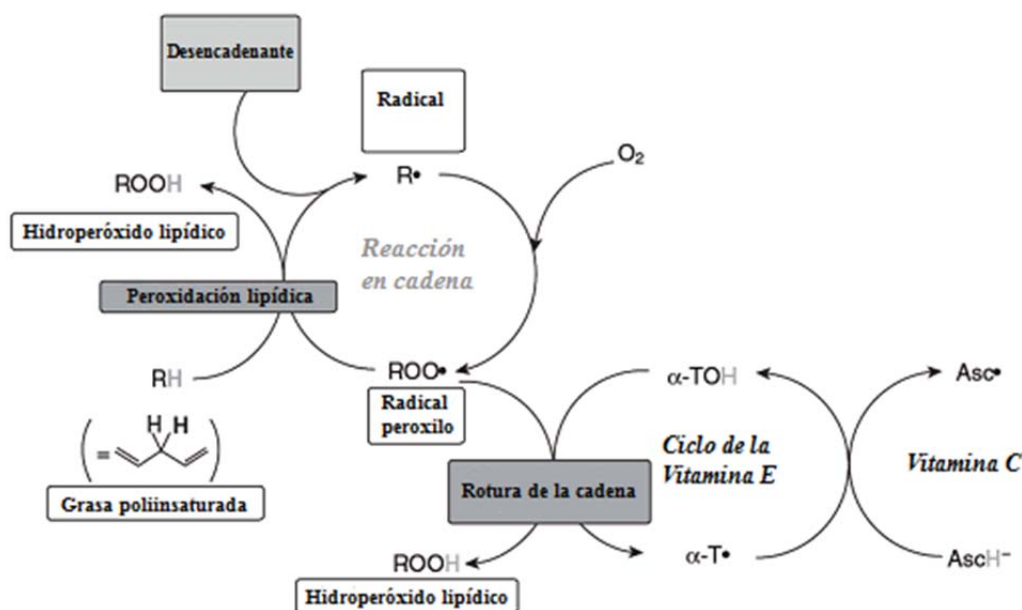 Desencadenante
Radical
O₂
ROOH
R•
Hidroperóxido lipídico
Reacción
en cadena
Peroxidación lipídica
RH
ROO•
α-TOH
Asc•
Radical
peroxilo
H H
Ciclo de la
Vitamina E
Vitamina C
( = )
Grasa poliinsaturada
Rotura de la cadena
ROOH
α-T•
AscH⁻
Hidroperóxido lipídico